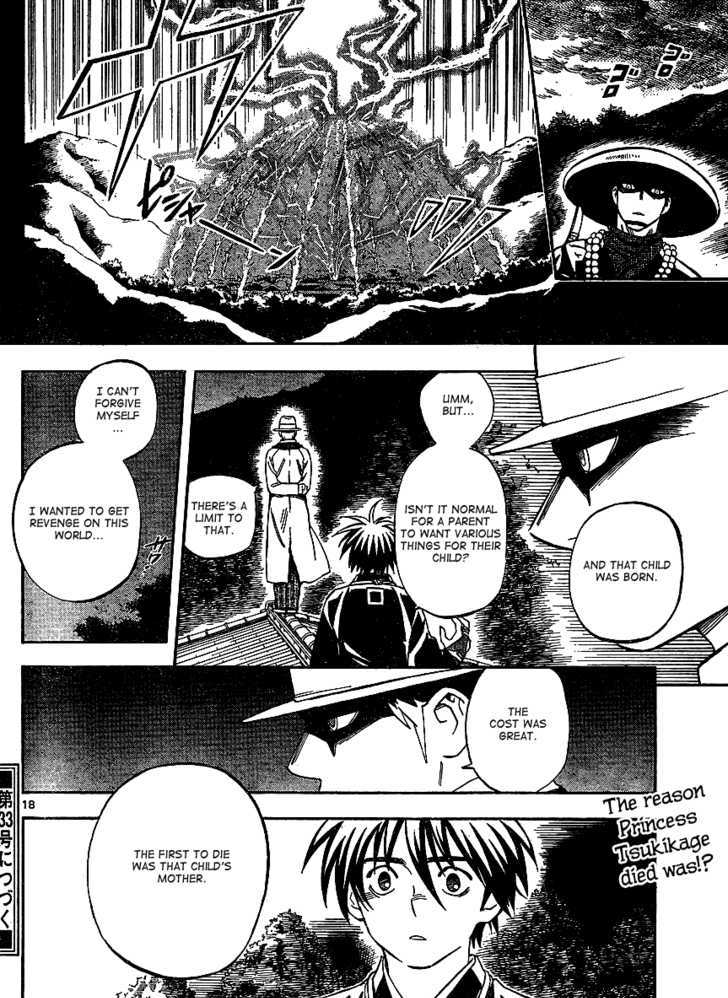 ゴロ
ゴロ
ピシャーッ
AND THAT CHILD
WAS BORN.
UMM,
BUT...
ISN'T IT NORMAL
FOR A PARENT
TO WANT VARIOUS
THINGS FOR THEIR
CHILD?
THERE'S A
LIMIT TO
THAT.
I CAN'T
FORGIVE
MYSELF
...
I WANTED TO GET
REVENGE ON THIS
WORLD...
THE
COST WAS
GREAT.
THE FIRST TO DIE
WAS THAT CHILD'S
MOTHER.
The reason
Princess
Tsukikage
died was!?
18
第33号につづく